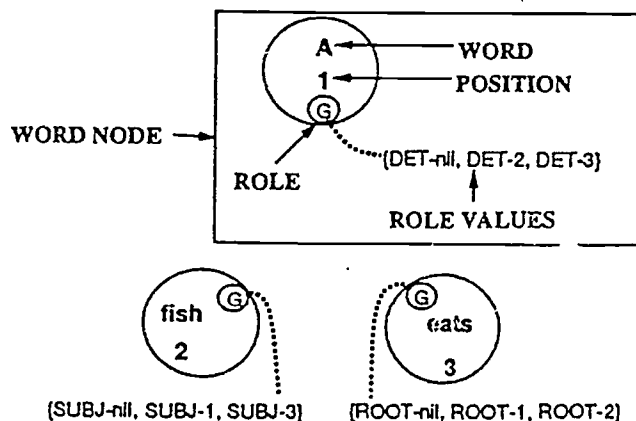 A WORD
1 POSITION
G
WORD NODE
{DET-nil, DET-2, DET-3}
ROLE
ROLE VALUES
G G
fish eats
2 3
{SUBJ-nil, SUBJ-1, SUBJ-3} {ROOT-nil, ROOT-1, ROOT-2}